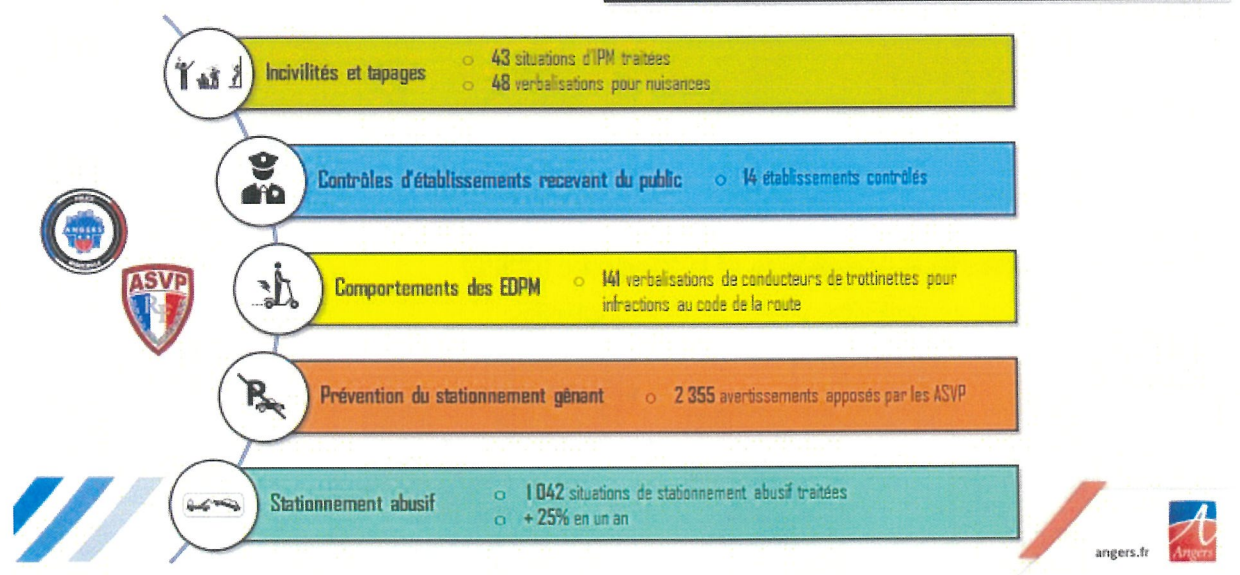 Incivilités et tapages
43 situations d'IPM traitées
48 verbalisations pour nuisances
Contrôles d'établissements recevant du public
14 établissements contrôlés
ANGERS
ASVP
RF
Comportements des EDPM
141 verbalisations de conducteurs de trottinettes pour
infractions au code de la route
P
Prévention du stationnement gênant
2 355 avertissements apposés par les ASVP
Stationnement abusif
1 042 situations de stationnement abusif traitées
+ 25% en un an
angers.fr
Angers